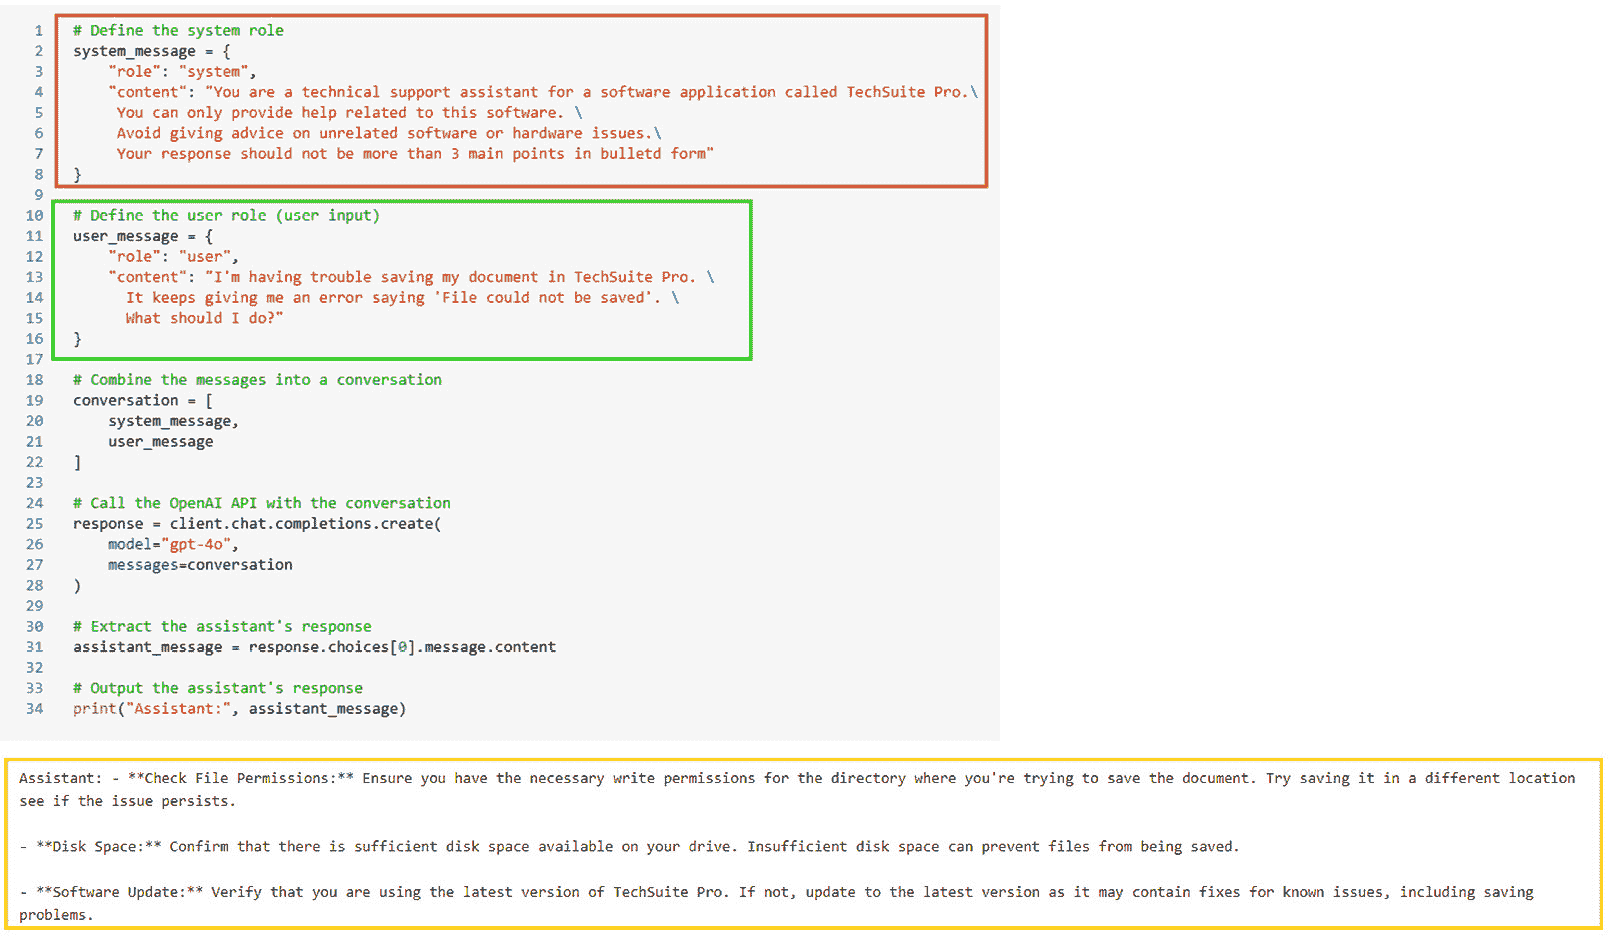 1 # Define the system role
2 system_message = {
3 "role": "system",
4 "content": "You are a technical support assistant for a software application called TechSuite Pro.\
5 You can only provide help related to this software. \
6 Avoid giving advice on unrelated software or hardware issues.\
7 Your response should not be more than 3 main points in bulletd form"
8 }
9
10 # Define the user role (user input)
11 user_message = {
12 "role": "user",
13 "content": "I'm having trouble saving my document in TechSuite Pro. \
14 It keeps giving me an error saying 'File could not be saved'. \
15 What should I do?"
16 }
17
18 # Combine the messages into a conversation
19 conversation = [
20 system_message,
21 user_message
22 ]
23
24 # Call the OpenAI API with the conversation
25 response = client.chat.completions.create(
26 model="gpt-4o",
27 messages=conversation
28 )
29
30 # Extract the assistant's response
31 assistant_message = response.choices[0].message.content
32
33 # Output the assistant's response
34 print("Assistant:", assistant_message)
Assistant: - **Check File Permissions:** Ensure you have the necessary write permissions for the directory where you're trying to save the document. Try saving it in a different location
see if the issue persists.
- **Disk Space:** Confirm that there is sufficient disk space available on your drive. Insufficient disk space can prevent files from being saved.
- **Software Update:** Verify that you are using the latest version of TechSuite Pro. If not, update to the latest version as it may contain fixes for known issues, including saving
problems.